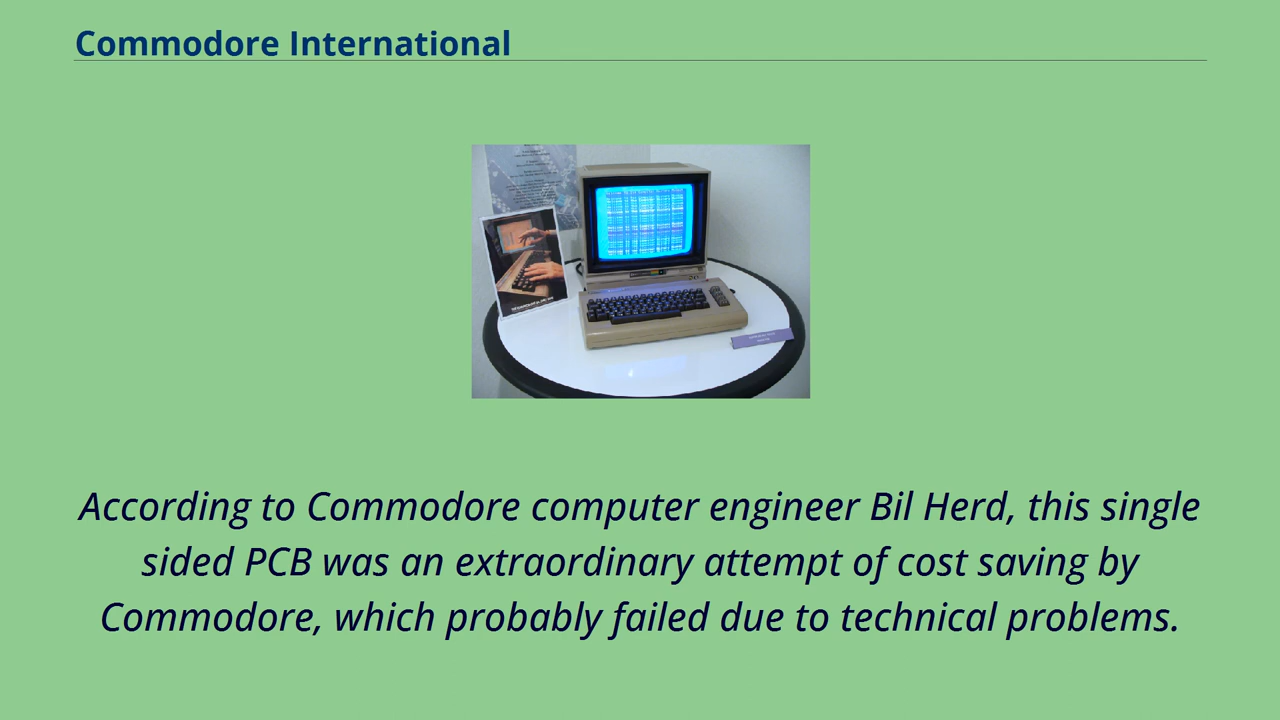 Commodore International
According to Commodore computer engineer Bil Herd, this single
sided PCB was an extraordinary attempt of cost saving by
Commodore, which probably failed due to technical problems.